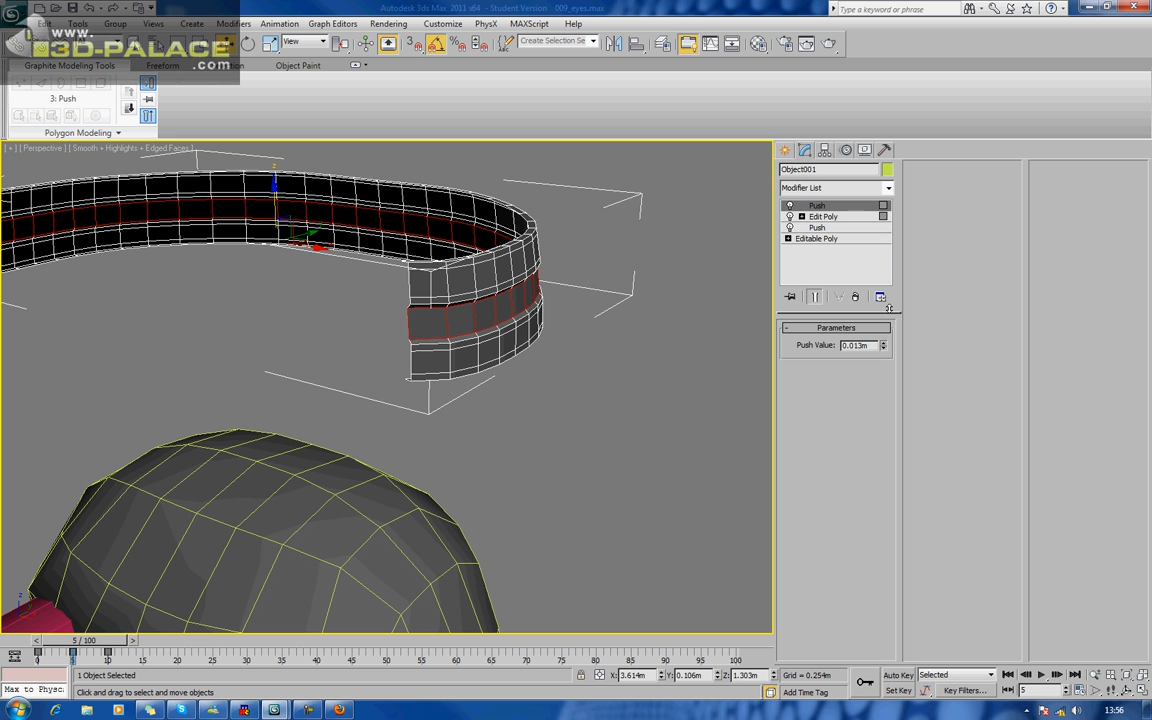 Autodesk 3ds Max 2011 x64 - Student Version 009_eyes.max
Type a keyword or phrase
Edit Tools Group Views Create Modifiers Animation Graph Editors Rendering Customize PhysX MAXScript Help
www.
3D-PALACE
.com
View
3
Create Selection Se
Graphite Modeling Tools Freeform Object Paint
3: Push
Polygon Modeling
[ + ] [ Perspective ] [ Smooth + Highlights + Edged Faces ]
z
Object001
Modifier List
Push
Edit Poly
Push
Editable Poly
Parameters
Push Value: 0.013m
z
5 / 100
0 5 10 15 20 25 30 35 40 45 50 55 60 65 70 75 80 85 90 95 100
1 Object Selected
X: 3.614m Y: 0.106m Z: 1.303m
Grid = 0.254m
Auto Key Selected
Max to Physc
Click and drag to select and move objects
Add Time Tag
Set Key Key Filters...
5
13:56